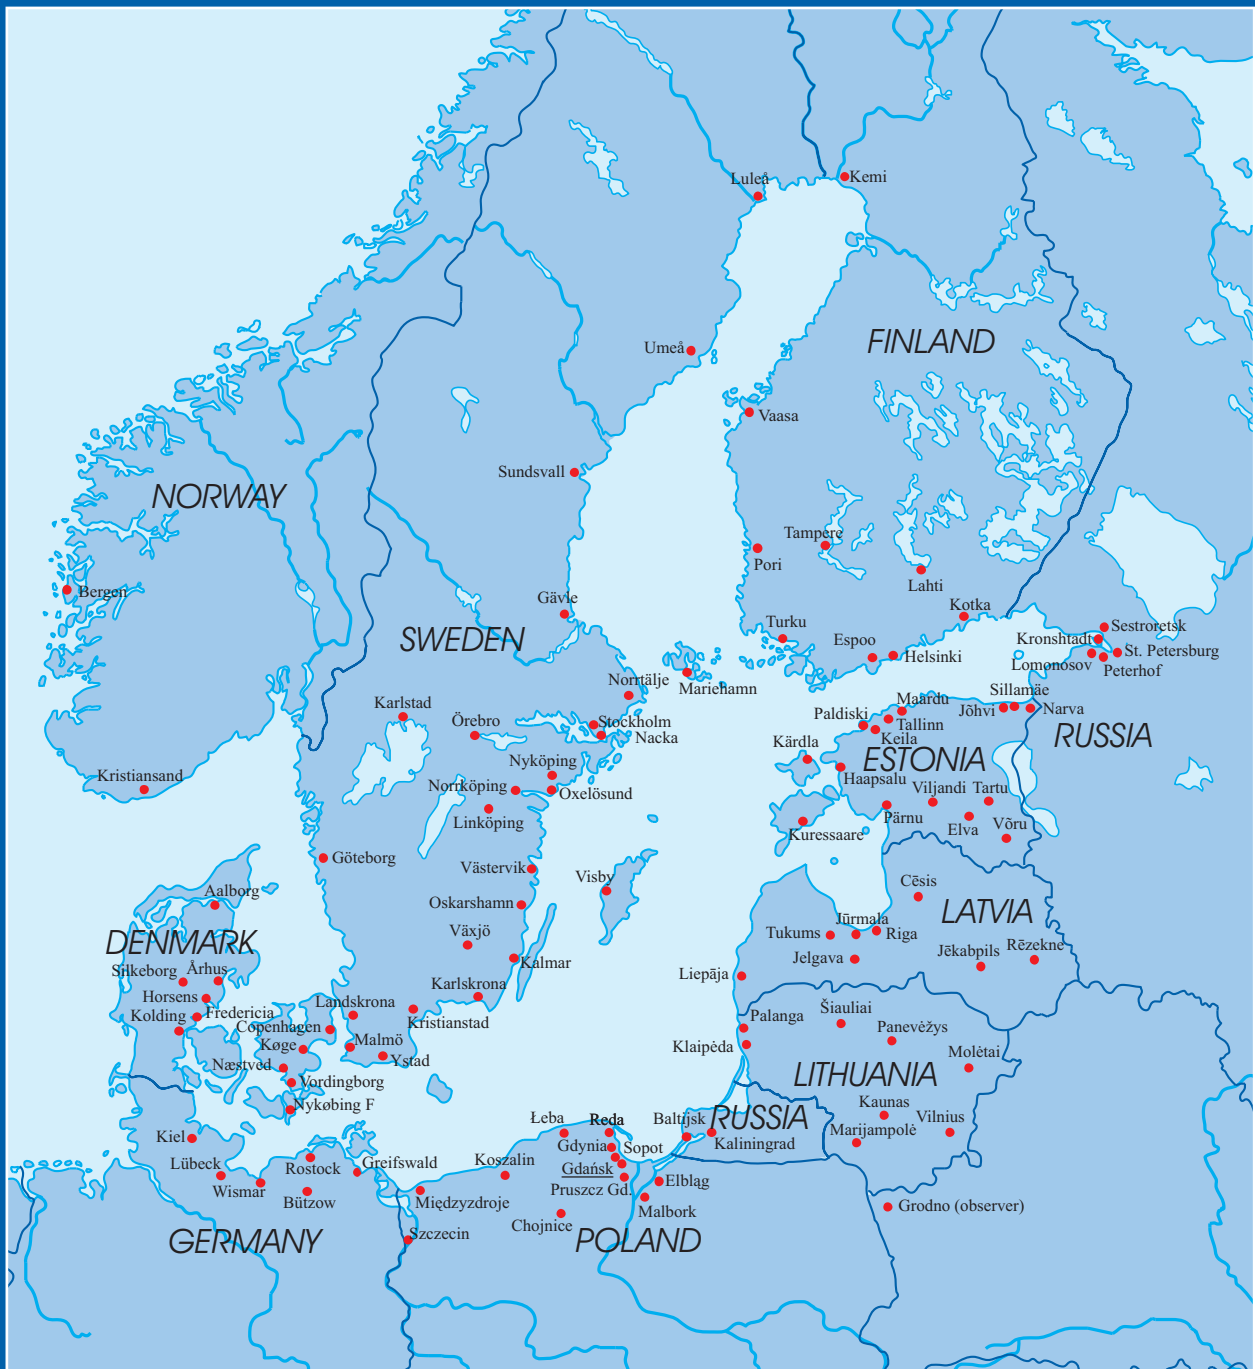 Luleå
Kemi
Umeå
FINLAND
Vaasa
Sundsvall
NORWAY
Tampere
Pori
Lahti
Bergen
Gävle
Kotka
Turku
Sestroretsk
SWEDEN
Espoo
Kronshtadt
Helsinki
St. Petersburg
Lomonosov
Peterhof
Mariehamn
Norrtälje
Karlstad
Maardu
Sillamäe
Örebro
Stockholm
Paldiski
Tallinn
Jõhvi
Narva
Nacka
Keila
RUSSIA
Kärdla
ESTONIA
Nyköping
Haapsalu
Kristiansand
Norrköping
Oxelösund
Viljandi
Tartu
Linköping
Pärnu
Elva
Võru
Kuressaare
Göteborg
Västervik
Visby
Cēsis
Aalborg
Oskarshamn
LATVIA
Jūrmala
Växjö
Tukums
Riga
DENMARK
Jelgava
Jēkabpils
Rēzekne
Kalmar
Silkeborg
Århus
Liepāja
Karlskrona
Horsens
Landskrona
Šiauliai
Fredericia
Kolding
Kristianstad
Copenhagen
Palanga
Panevėžys
Køge
Malmö
Klaipėda
Molėtai
Næstved
Ystad
LITHUANIA
Vordingborg
Nykøbing F
Kaunas
Łeba
Reda
Baltijsk
RUSSIA
Vilnius
Kiel
Gdynia
Sopot
Kaliningrad
Marijampolė
Lübeck
Rostock
Greifswald
Koszalin
Gdańsk
Wismar
Pruszcz Gd.
Elbląg
Bützow
Międzyzdroje
Malbork
Grodno (observer)
Chojnice
Szczecin
GERMANY
POLAND